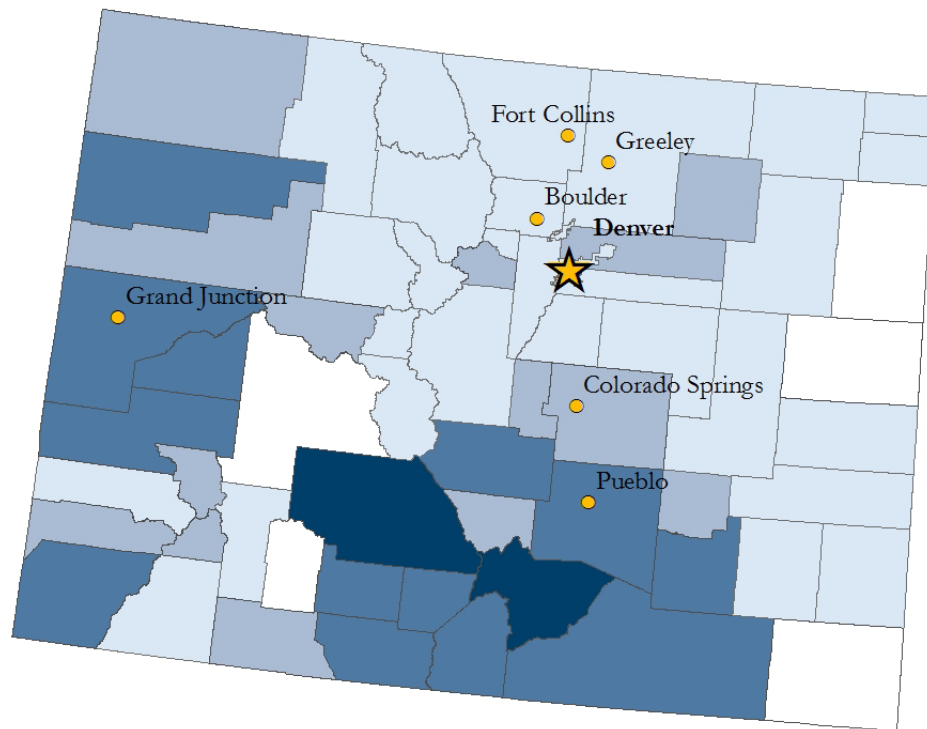 Fort Collins
Greeley
Boulder
Denver
Grand Junction
Colorado Springs
Pueblo